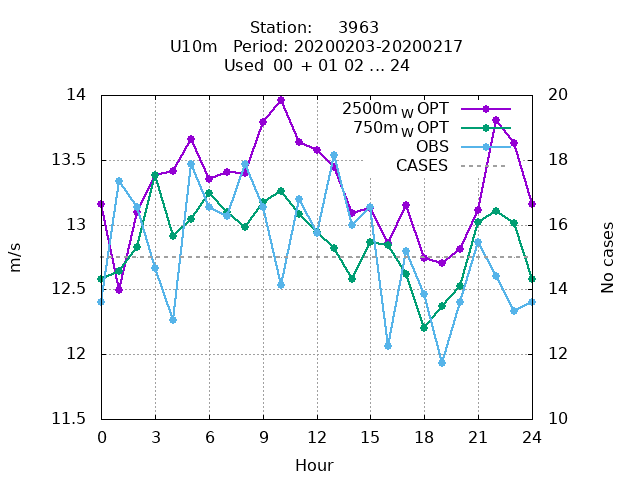 Station: 3963
U10m Period: 20200203-20200217
Used 00 + 01 02 ... 24
14 20
2500m W OPT
750m W OPT
OBS
CASES
13.5 18
13 16
m/s No cases
12.5 14
12 12
11.5 10
0 3 6 9 12 15 18 21 24
Hour